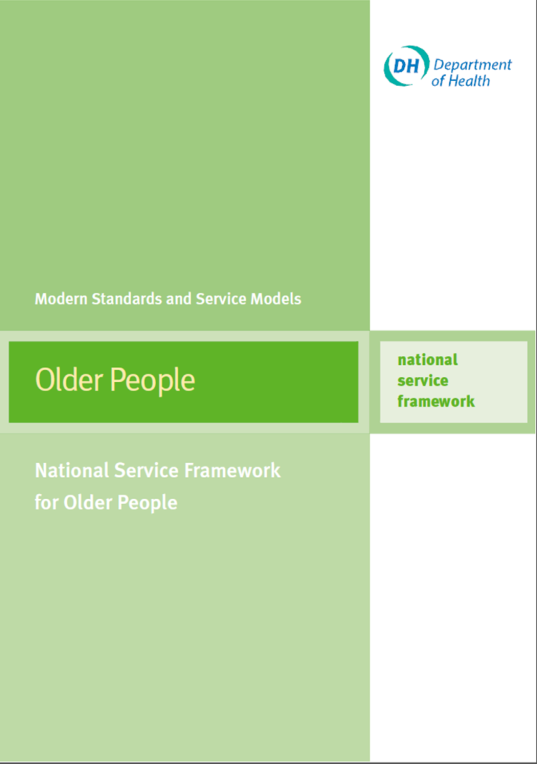 DH Department
of Health
Modern Standards and Service Models
Older People
national
service
framework
National Service Framework
for Older People